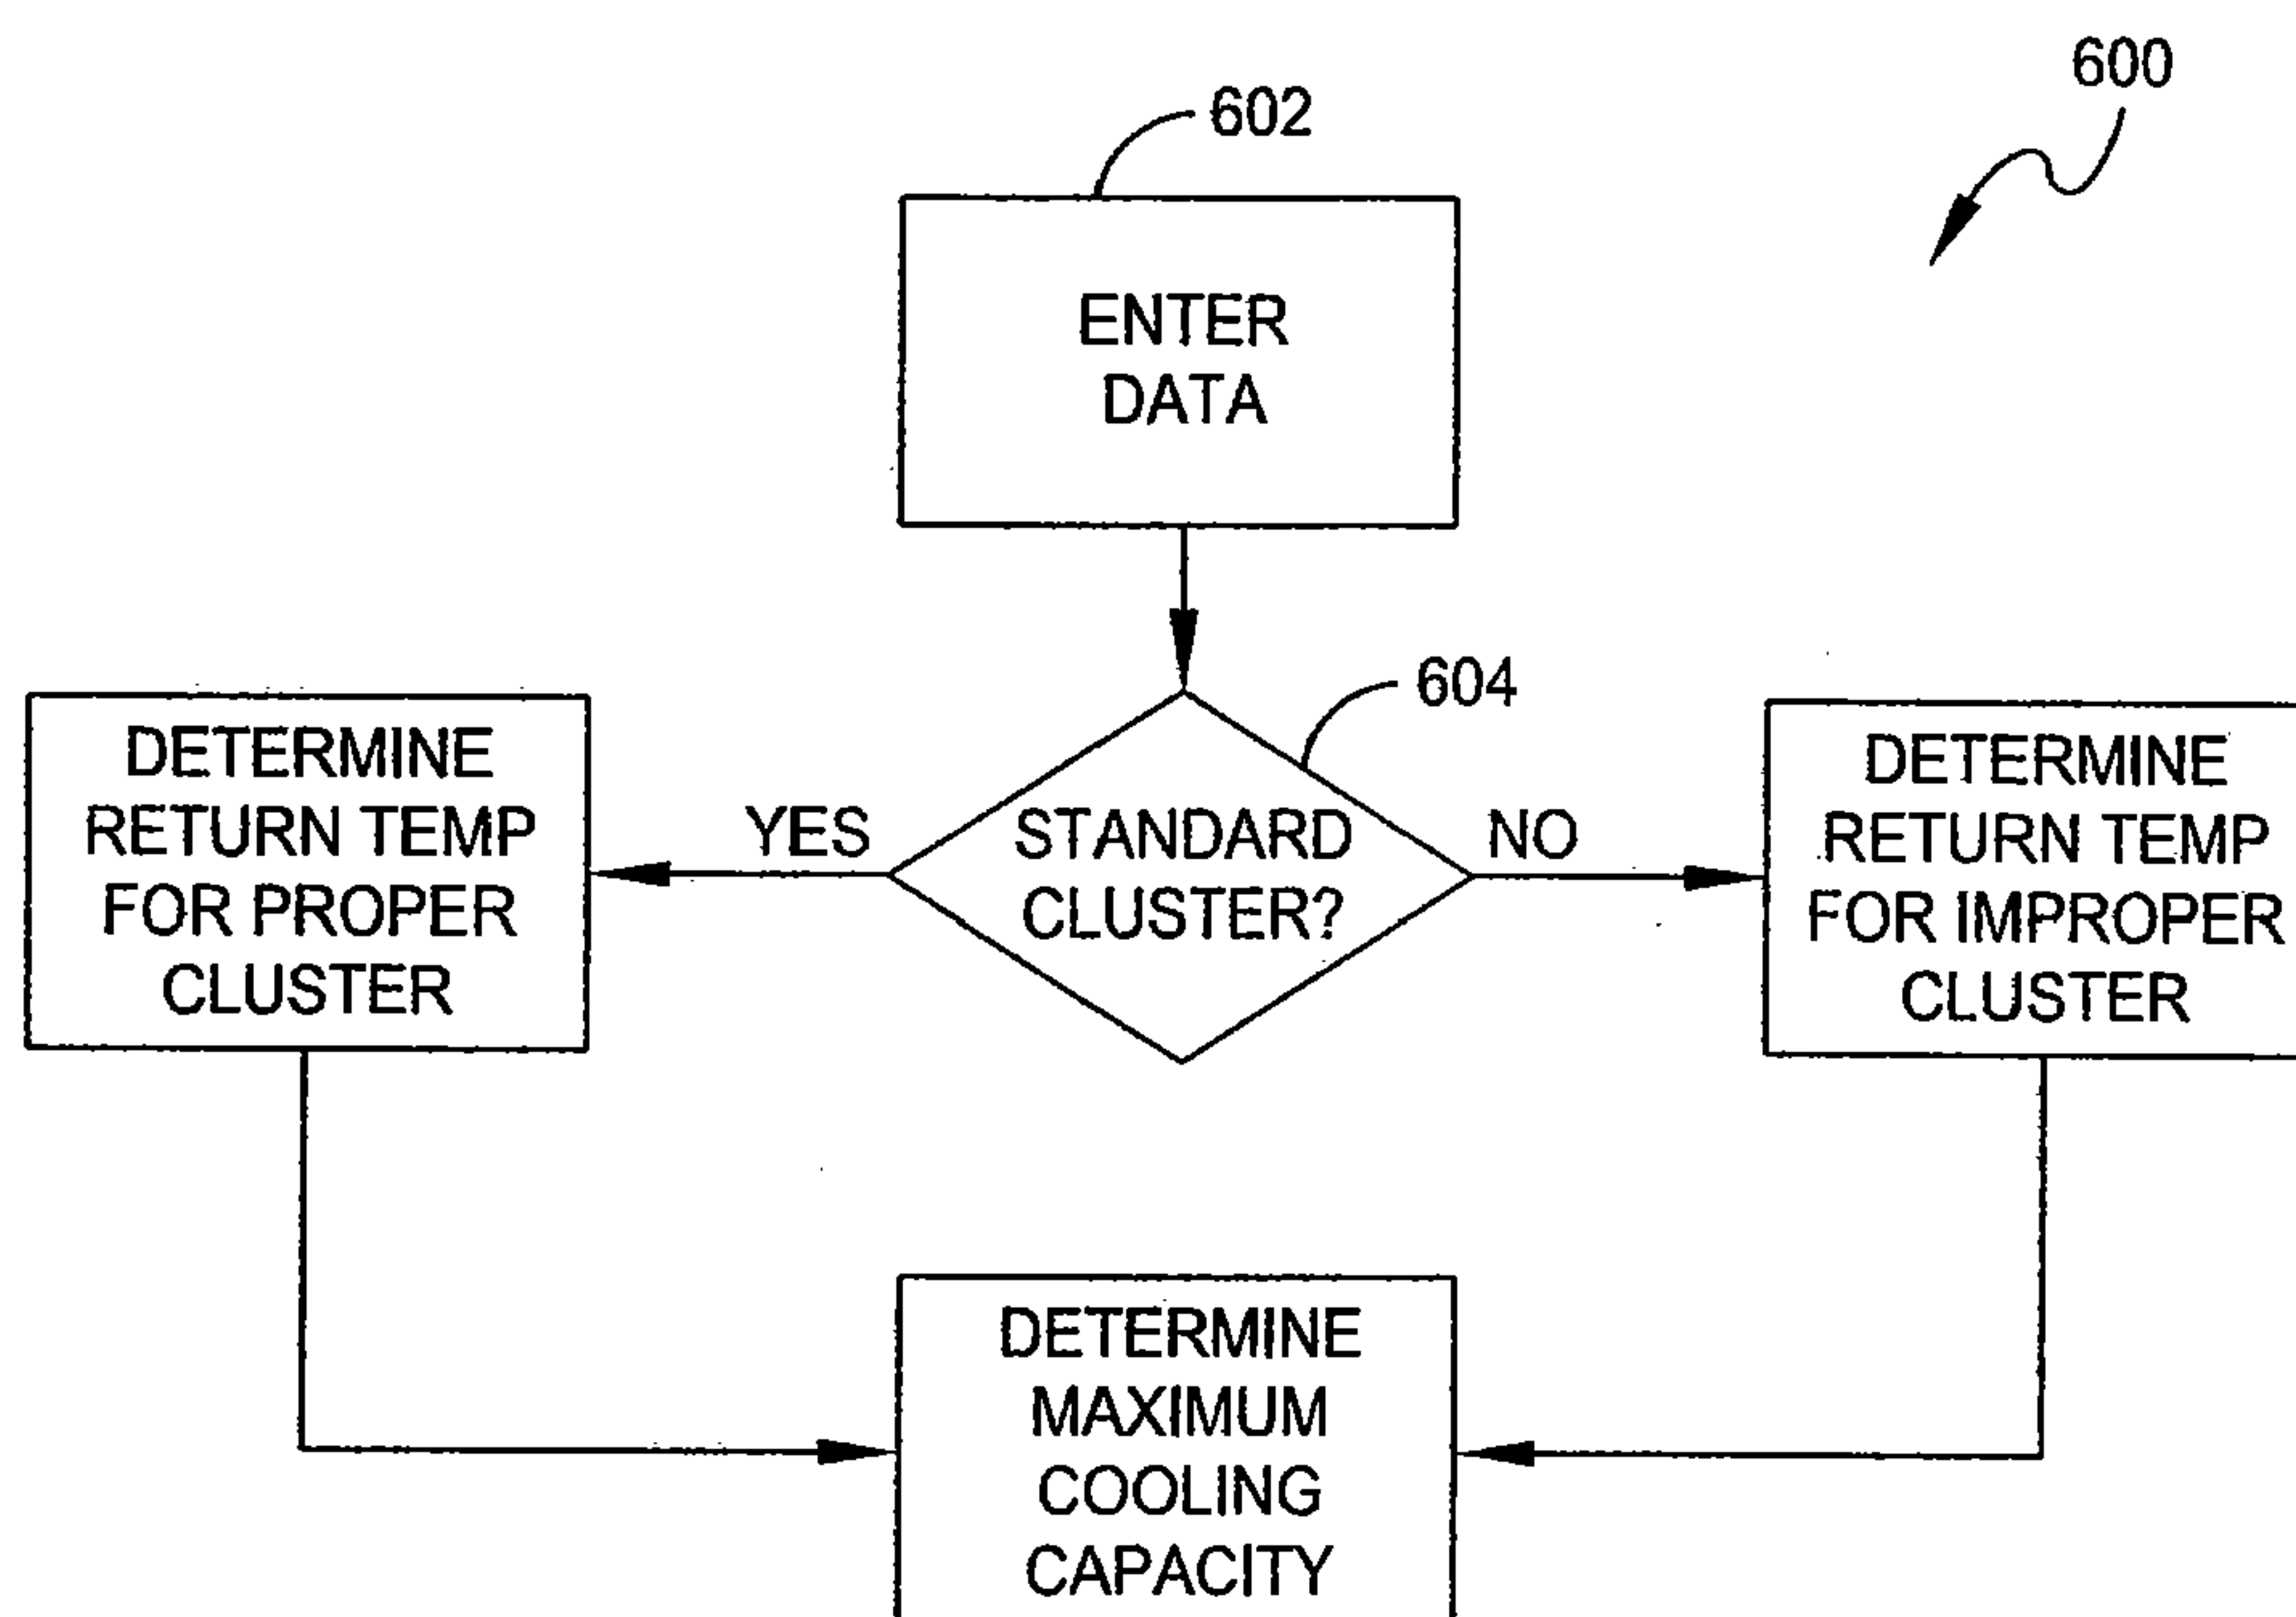 600
602
ENTER
DATA
604
DETERMINE
RETURN TEMP
FOR PROPER
CLUSTER
YES
STANDARD
CLUSTER?
NO
DETERMINE
RETURN TEMP
FOR IMPROPER
CLUSTER
DETERMINE
MAXIMUM
COOLING
CAPACITY